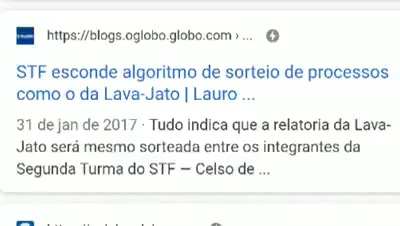 https://blogs.oglobo.globo.com › ...
STF esconde algoritmo de sorteio de processos
como o da Lava-Jato | Lauro ...
31 de jan de 2017 · Tudo indica que a relatoria da Lava-
Jato será mesmo sorteada entre os integrantes da
Segunda Turma do STF — Celso de ...